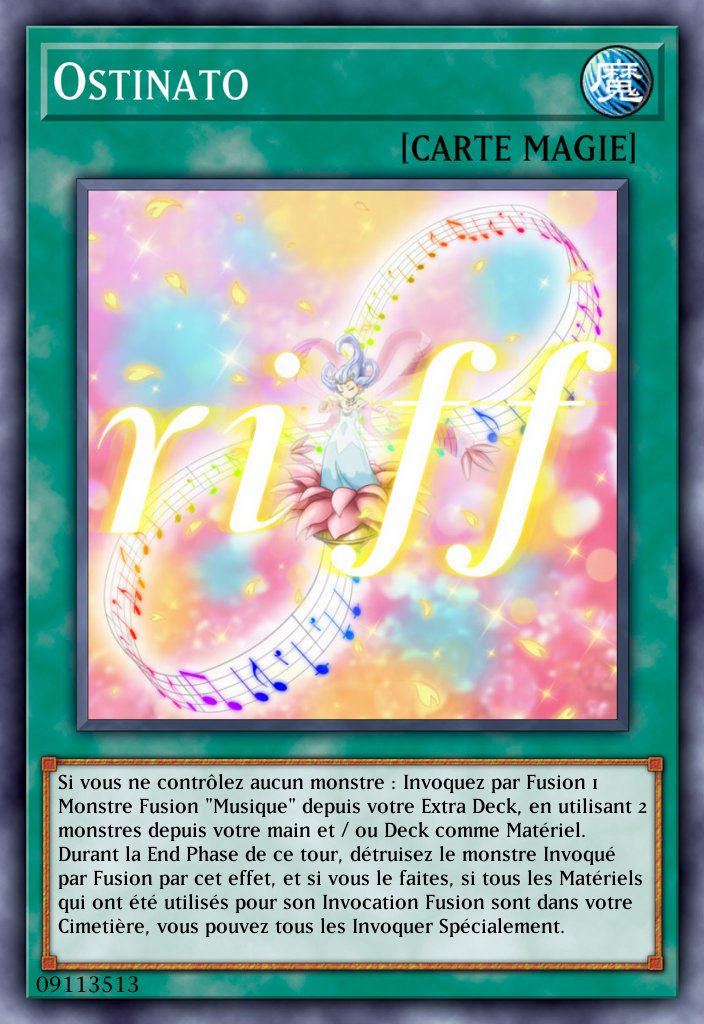 Ostinato
魔
[CARTE MAGIE]
riff
Si vous ne contrôlez aucun monstre : Invoquez par Fusion 1
Monstre Fusion "Musique" depuis votre Extra Deck, en utilisant 2
monstres depuis votre main et / ou Deck comme Matériel.
Durant la End Phase de ce tour, détruisez le monstre Invoqué
par Fusion par cet effet, et si vous le faites, si tous les Matériels
qui ont été utilisés pour son Invocation Fusion sont dans votre
Cimetière, vous pouvez tous les Invoquer Spécialement.
09113513